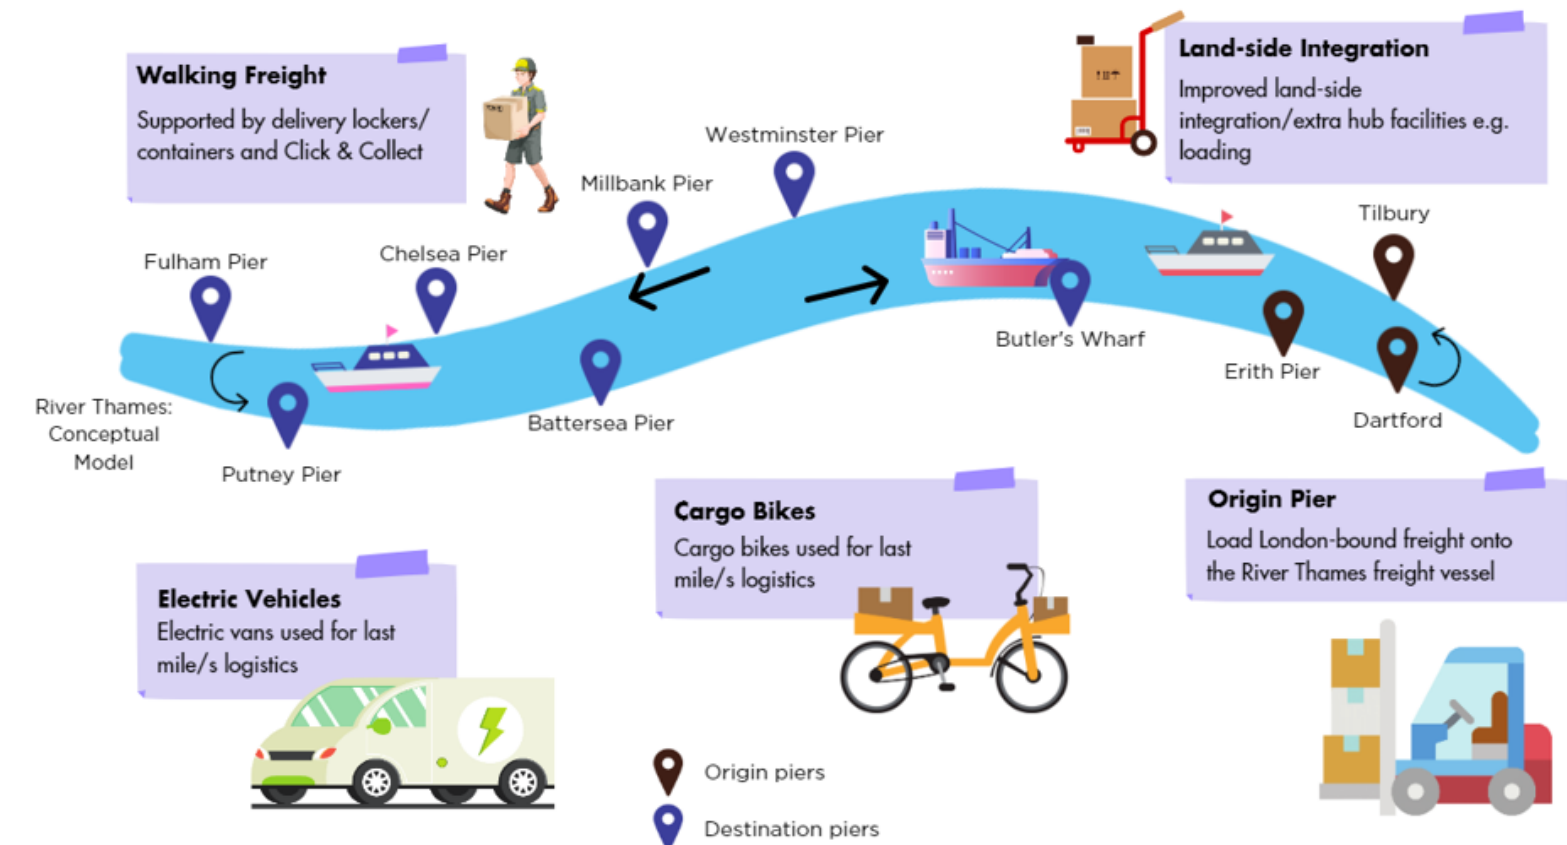 Walking Freight
Supported by delivery lockers/
containers and Click & Collect
Land-side Integration
Improved land-side
integration/extra hub facilities e.g.
loading
Westminster Pier
Millbank Pier
Tilbury
Chelsea Pier
Fulham Pier
Butler's Wharf
Erith Pier
River Thames:
Conceptual
Model
Battersea Pier
Dartford
Putney Pier
Cargo Bikes
Cargo bikes used for last
mile/s logistics
Origin Pier
Load London-bound freight onto
the River Thames freight vessel
Electric Vehicles
Electric vans used for last
mile/s logistics
Origin piers
Destination piers